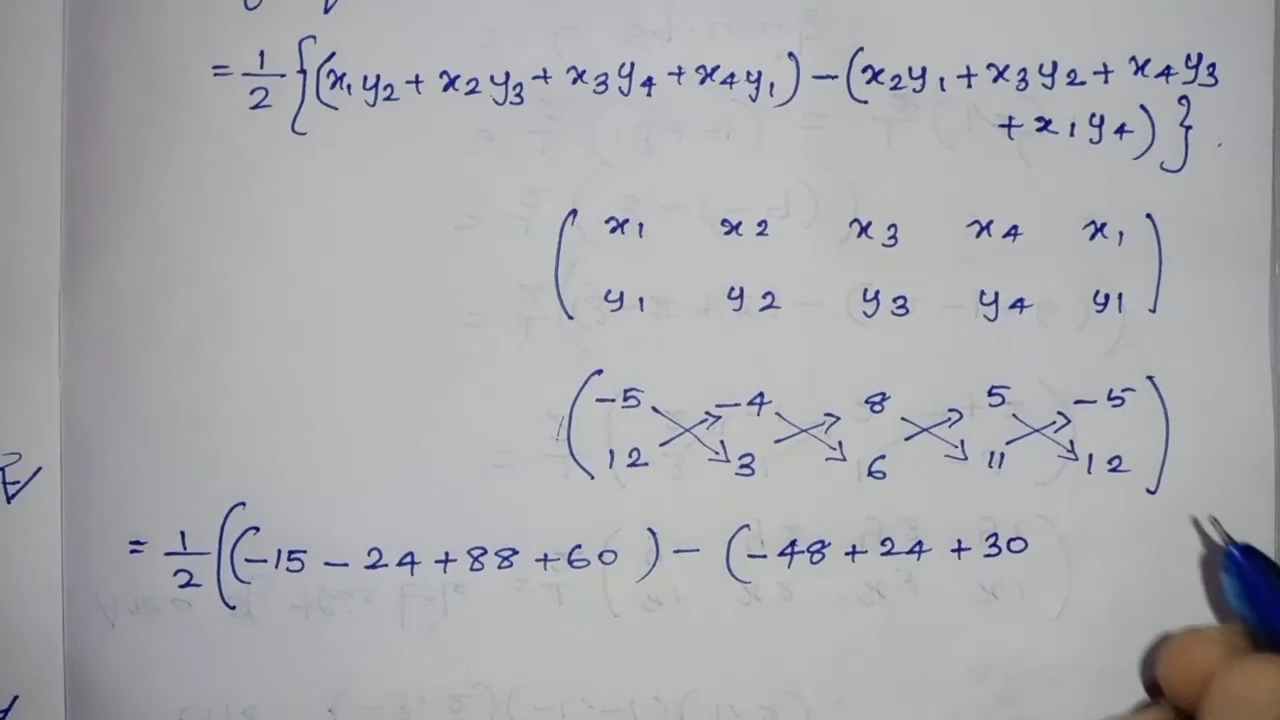 = 1/2 {(x₁y₂ + x₂y₃ + x₃y₄ + x₄y₁) − (x₂y₁ + x₃y₂ + x₄y₃
+ x₁y₄)}
( x₁ x₂ x₃ x₄ x₁
y₁ y₂ y₃ y₄ y₁ )
( −5 −4 8 5 −5
12 3 6 11 12 )
= 1/2 ((−15 − 24 + 88 + 60) − (−48 + 24 + 30